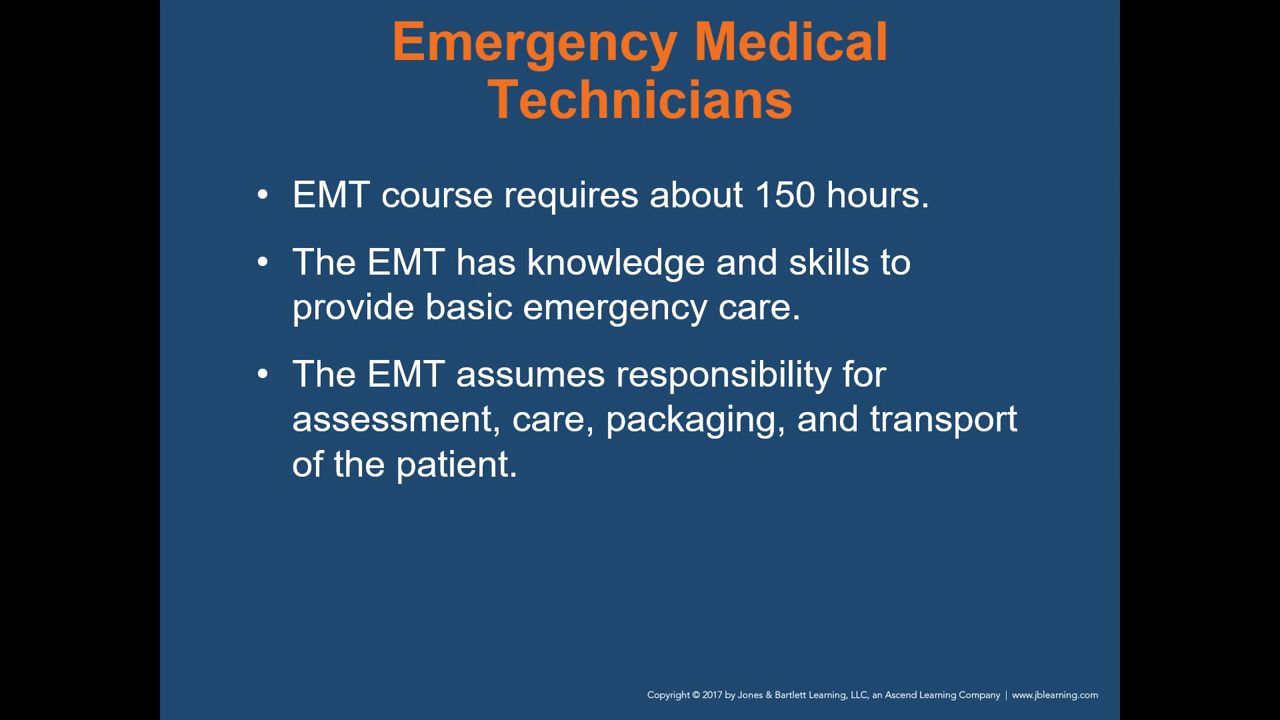 Emergency Medical
Technicians
• EMT course requires about 150 hours.
• The EMT has knowledge and skills to
provide basic emergency care.
• The EMT assumes responsibility for
assessment, care, packaging, and transport
of the patient.
Copyright © 2017 by Jones & Bartlett Learning, LLC, an Ascend Learning Company | www.jblearning.com